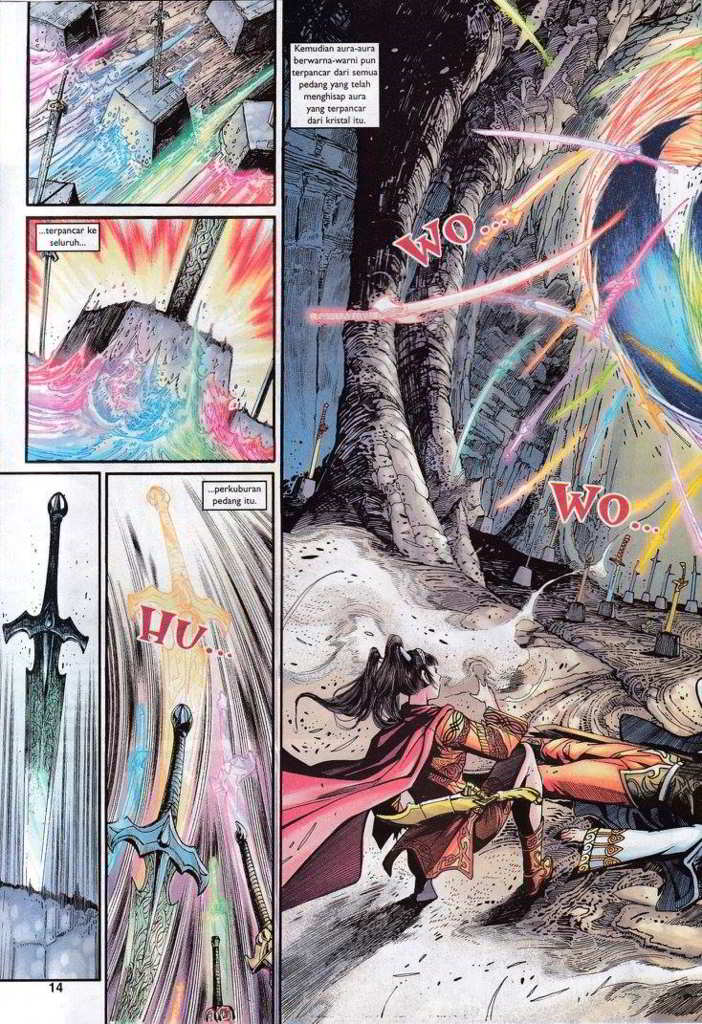 Kemudian aura-aura
berwarna-warni pun
terpancar dari semua
pedang yang telah
menghisap aura
yang terpancar
dari kristal itu.
WO...
WO...
...terpancar ke
seluruh...
...perkuburan
pedang itu.
HU...
14